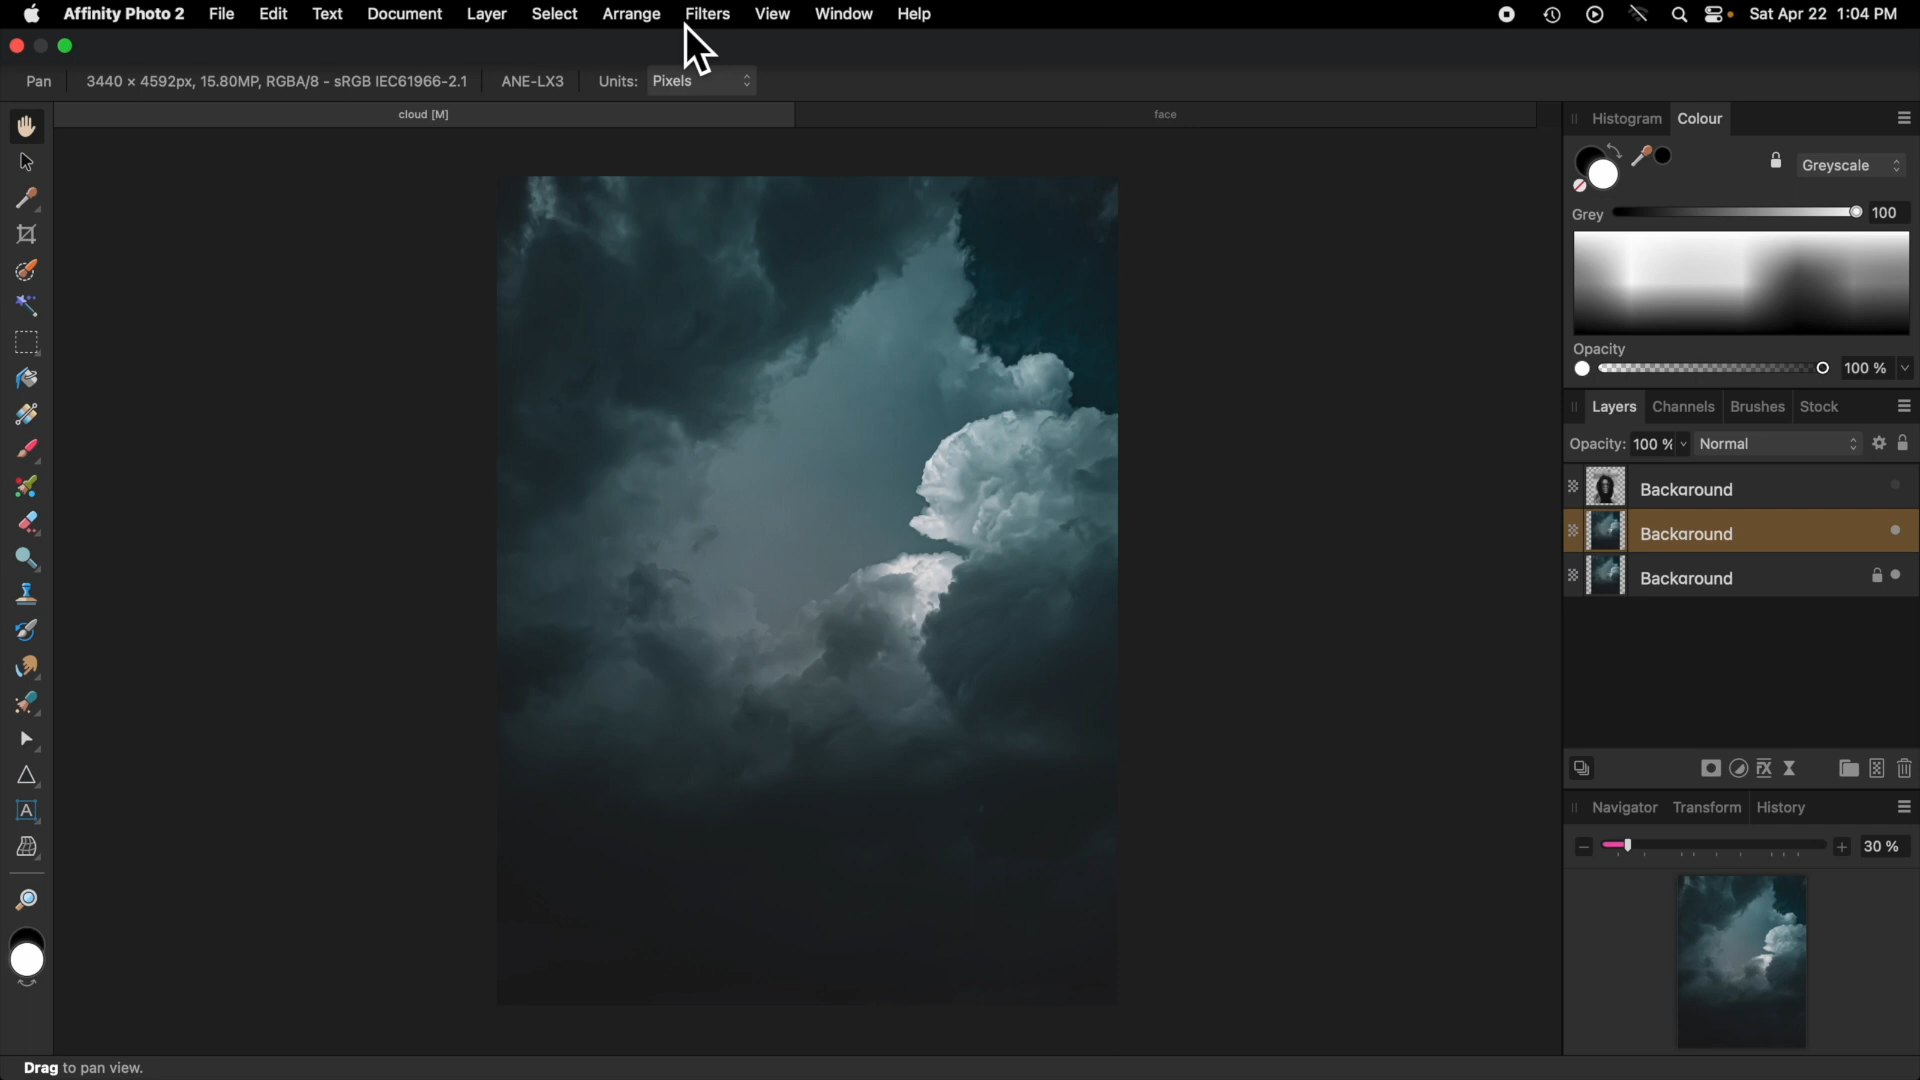 Affinity Photo 2 File Edit Text Document Layer Select Arrange Filters View Window Help Sat Apr 22 1:04 PM
Pan 3440 × 4592px, 15.80MP, RGBA/8 - sRGB IEC61966-2.1 ANE-LX3 Units: Pixels
cloud [M] face
Histogram Colour
Greyscale
Grey 100
Opacity
100 %
Layers Channels Brushes Stock
Opacity: 100 % Normal
Background
Background
Background
Navigator Transform History
30 %
Drag to pan view.